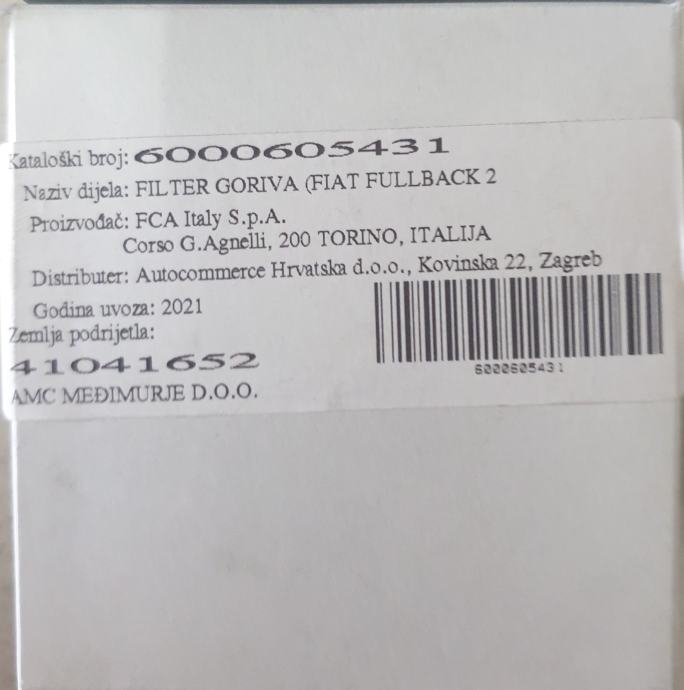 Kataloški broj: 6000605431
Naziv dijela: FILTER GORIVA (FIAT FULLBACK 2
Proizvođač: FCA Italy S.p.A.
Corso G.Agnelli, 200 TORINO, ITALIJA
Distributer: Autocommerce Hrvatska d.o.o., Kovinska 22, Zagreb
Godina uvoza: 2021
Zemlja podrijetla:
41041652
AMC MEĐIMURJE D.O.O.
6000605431